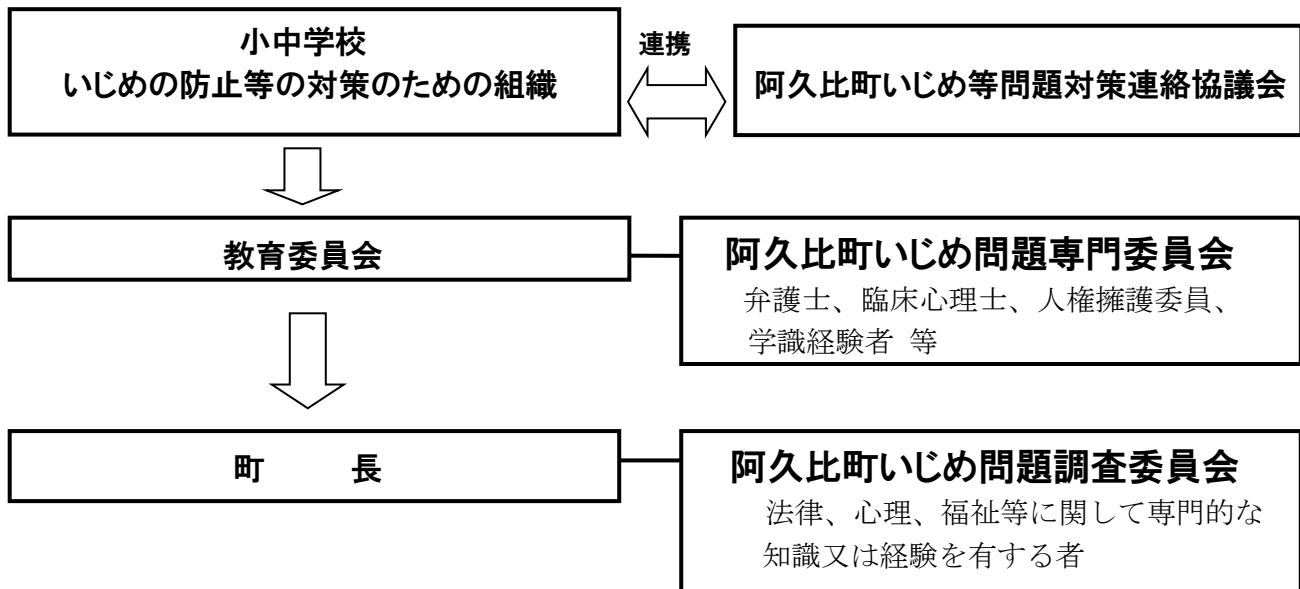 小中学校
いじめの防止等の対策のための組織
連携
阿久比町いじめ等問題対策連絡協議会
教育委員会
阿久比町いじめ問題専門委員会
弁護士、臨床心理士、人権擁護委員、
学識経験者 等
町 長
阿久比町いじめ問題調査委員会
法律、心理、福祉等に関して専門的な
知識又は経験を有する者